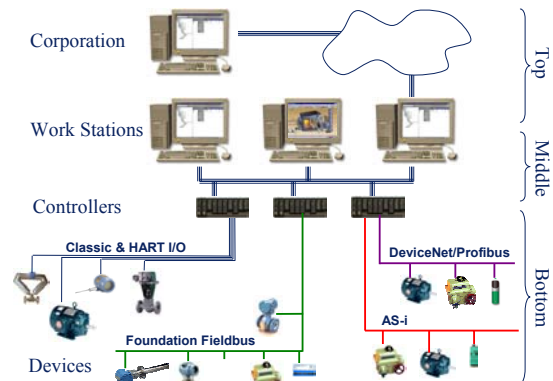 Corporation
Top
Work Stations
Middle
Controllers
Classic & HART I/O
DeviceNet/Profibus
Bottom
AS-i
Foundation Fieldbus
Devices